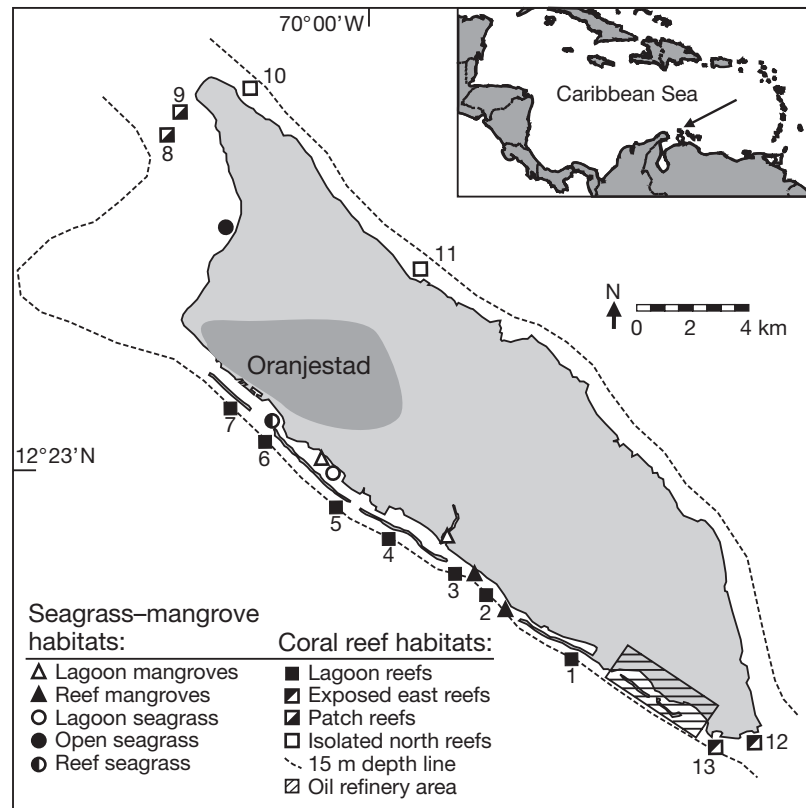 70°00'W
Caribbean Sea
10
9
8
11
N
0 2 4 km
Oranjestad
7
12°23'N
6
5
4
3
2
1
12
13
Seagrass–mangrove
habitats:
Lagoon mangroves
Reef mangroves
Lagoon seagrass
Open seagrass
Reef seagrass
Coral reef habitats:
Lagoon reefs
Exposed east reefs
Patch reefs
Isolated north reefs
15 m depth line
Oil refinery area